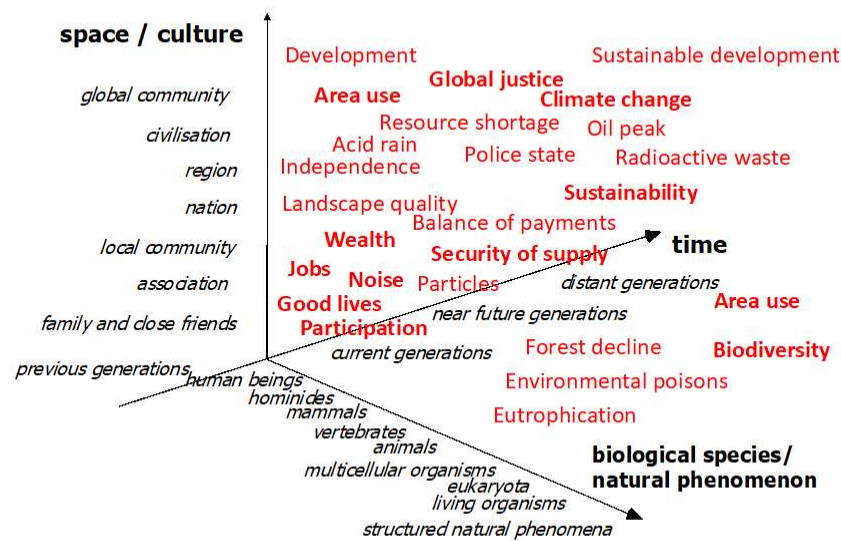 space / culture
Development
Sustainable development
Global justice
global community
Area use
Climate change
Resource shortage
Oil peak
civilisation
Acid rain
Police state
Radioactive waste
region
Independence
Sustainability
nation
Landscape quality
Balance of payments
Wealth
time
local community
Security of supply
Jobs
association
Noise
Particles
distant generations
Good lives
Area use
family and close friends
Participation
near future generations
current generations
Forest decline
Biodiversity
previous generations
human beings
Environmental poisons
hominides
mammals
Eutrophication
vertebrates
animals
biological species/
natural phenomenon
multicellular organisms
eukaryota
living organisms
structured natural phenomena